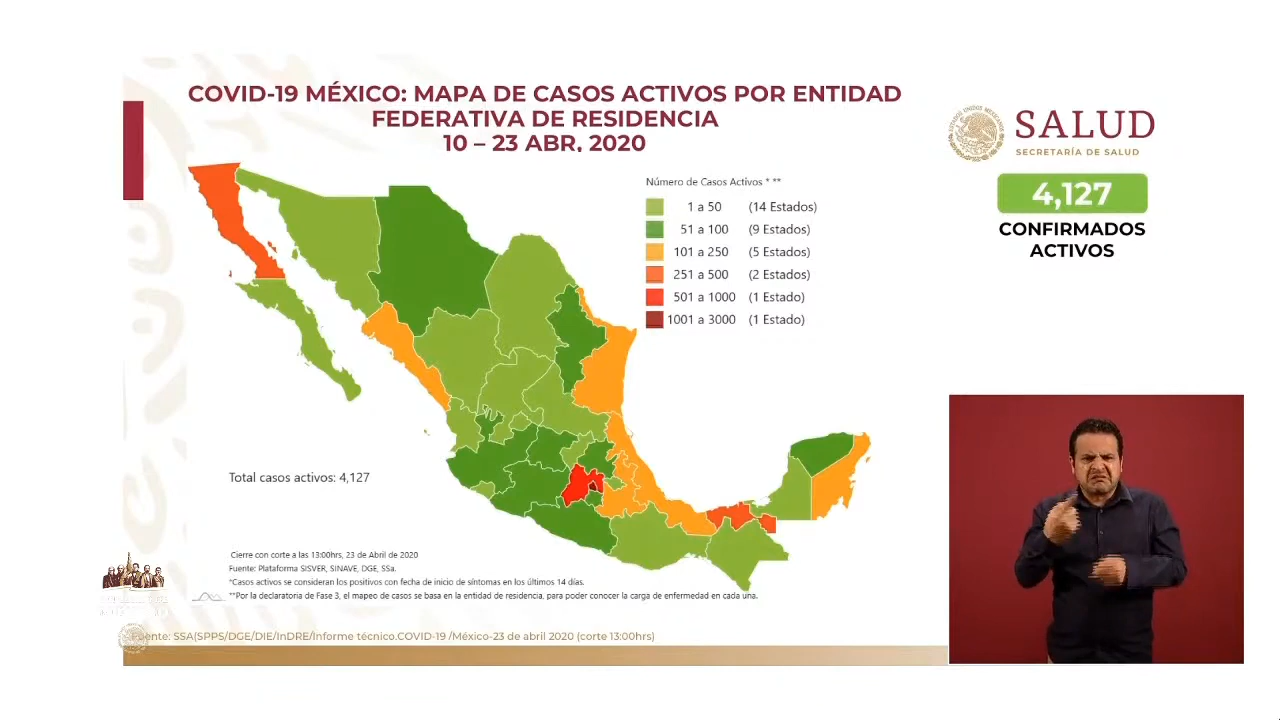 COVID-19 MÉXICO: MAPA DE CASOS ACTIVOS POR ENTIDAD
FEDERATIVA DE RESIDENCIA
10 – 23 ABR, 2020
SALUD
SECRETARÍA DE SALUD
4,127
CONFIRMADOS
ACTIVOS
Número de Casos Activos * **
1 a 50 (14 Estados)
51 a 100 (9 Estados)
101 a 250 (5 Estados)
251 a 500 (2 Estados)
501 a 1000 (1 Estado)
1001 a 3000 (1 Estado)
Total casos activos: 4,127
Cierre con corte a las 13:00hrs, 23 de Abril de 2020
Fuente: Plataforma SISVER, SINAVE, DGE, SSa.
*Casos activos se consideran los positivos con fecha de inicio de síntomas en los últimos 14 días.
**Por la declaratoria de Fase 3, el mapeo de casos se basa en la entidad de residencia, para poder conocer la carga de enfermedad en cada una.
Fuente: SSA(SPPS/DGE/DIE/InDRE/Informe técnico.COVID-19 /México-23 de abril 2020 (corte 13:00hrs)